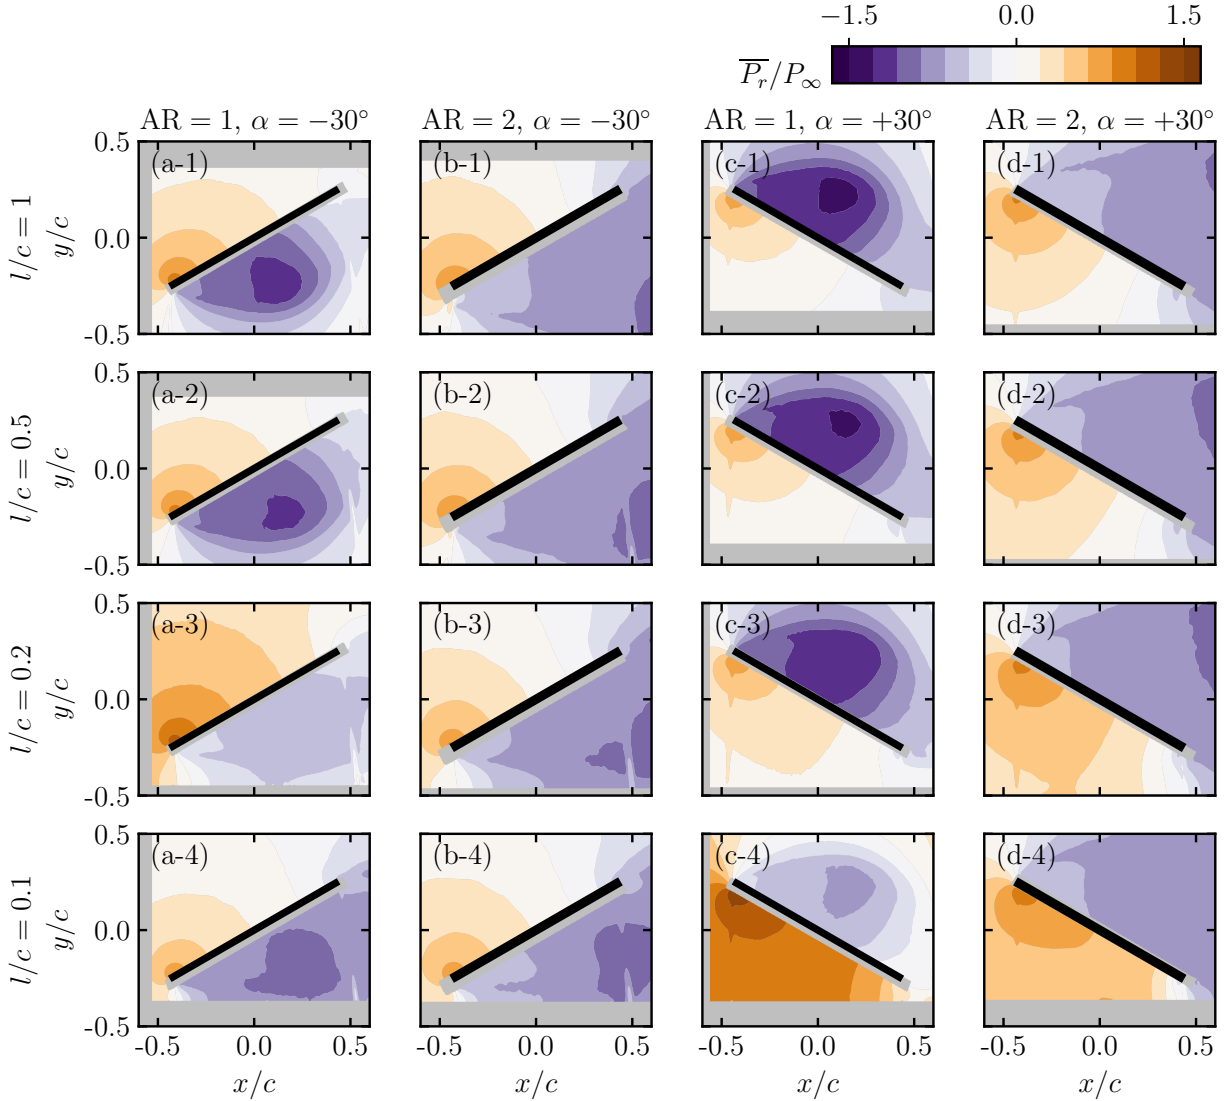 −1.5 0.0 1.5
P̅r/P∞
AR = 1, α = −30° AR = 2, α = −30° AR = 1, α = +30° AR = 2, α = +30°
l/c = 1
y/c
0.5
0.0
-0.5
(a-1) (b-1) (c-1) (d-1)
l/c = 0.5
y/c
0.5
0.0
-0.5
(a-2) (b-2) (c-2) (d-2)
l/c = 0.2
y/c
0.5
0.0
-0.5
(a-3) (b-3) (c-3) (d-3)
l/c = 0.1
y/c
0.5
0.0
-0.5
(a-4) (b-4) (c-4) (d-4)
-0.5 0.0 0.5 -0.5 0.0 0.5 -0.5 0.0 0.5 -0.5 0.0 0.5
x/c x/c x/c x/c